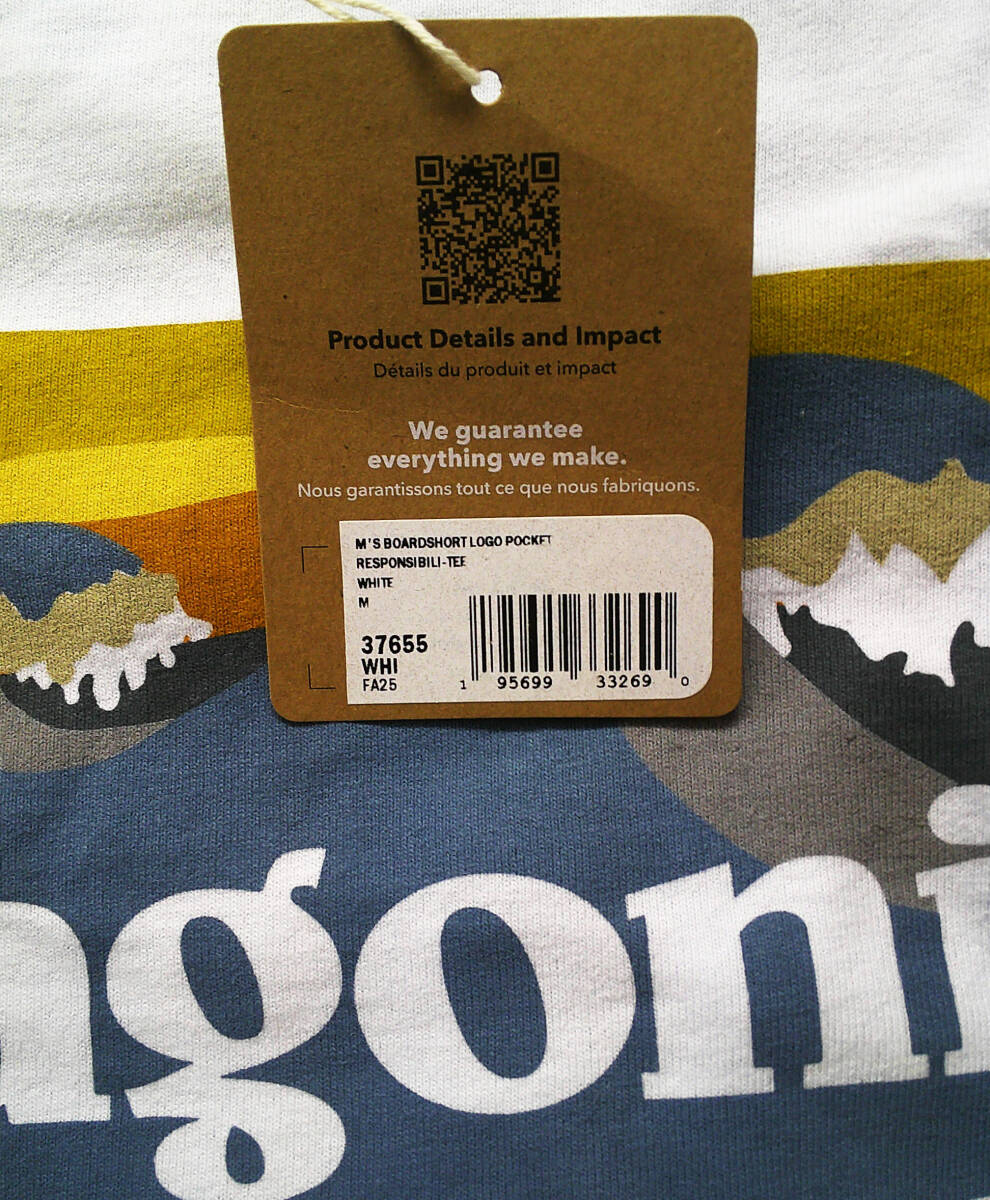 Product Details and Impact
Détails du produit et impact
We guarantee
everything we make.
Nous garantissons tout ce que nous fabriquons.
M'S BOARDSHORT LOGO POCKET
RESPONSIBILI-TEE
WHITE
M
37655
WHI
FA25
1 95699 33269 0
agoni